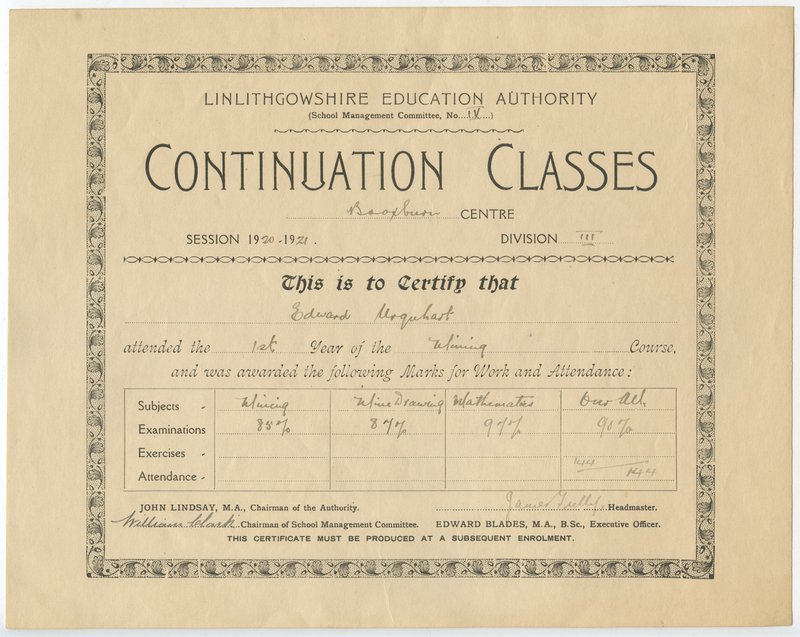 LINLITHGOWSHIRE EDUCATION AUTHORITY
(School Management Committee, No. IV.)
CONTINUATION CLASSES
Broxburn CENTRE
SESSION 1920-1921. DIVISION III
This is to Certify that
Edward Urquhart
attended the 1st Year of the Mining Course,
and was awarded the following Marks for Work and Attendance:
Subjects - Mining Mine Drawing Mathematics Over All.
Examinations 85% 87% 97% 90%
Exercises -
Attendance - 144 144
JOHN LINDSAY, M.A., Chairman of the Authority. James Headmaster.
William Clark Chairman of School Management Committee. EDWARD BLADES, M.A., B.Sc., Executive Officer.
THIS CERTIFICATE MUST BE PRODUCED AT A SUBSEQUENT ENROLMENT.